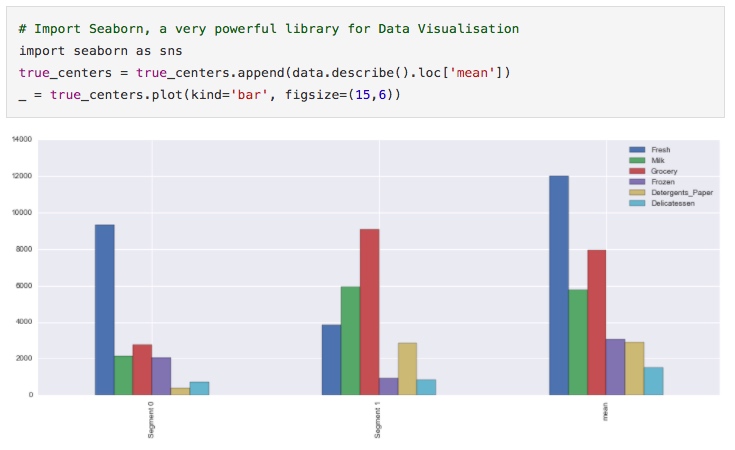 # Import Seaborn, a very powerful library for Data Visualisation
import seaborn as sns
true_centers = true_centers.append(data.describe().loc['mean'])
_ = true_centers.plot(kind='bar', figsize=(15,6))
14000
12000
10000
8000
6000
4000
2000
0
Fresh
Milk
Grocery
Frozen
Detergents_Paper
Delicatessen
Segment 0
Segment 1
mean